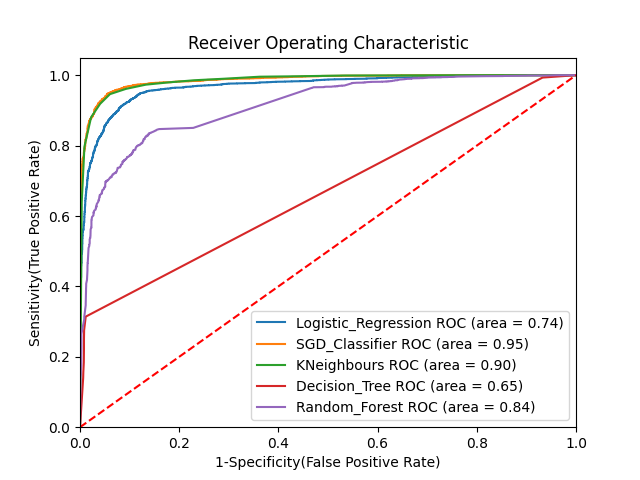 Receiver Operating Characteristic
Sensitivity(True Positive Rate)
1.0
0.8
0.6
0.4
0.2
0.0
Logistic_Regression ROC (area = 0.74)
SGD_Classifier ROC (area = 0.95)
KNeighbours ROC (area = 0.90)
Decision_Tree ROC (area = 0.65)
Random_Forest ROC (area = 0.84)
0.0 0.2 0.4 0.6 0.8 1.0
1-Specificity(False Positive Rate)